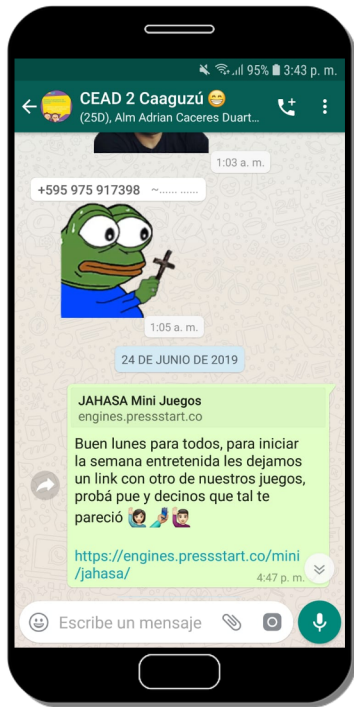 95% 3:43 p. m.
CEAD 2 Caaguzú
(25D), Alm Adrian Caceres Duart...
1:03 a. m.
+595 975 917398 ~...... ......
1:05 a. m.
24 DE JUNIO DE 2019
JAHASA Mini Juegos
engines.pressstart.co
Buen lunes para todos, para iniciar
la semana entretenida les dejamos
un link con otro de nuestros juegos,
probá pue y decinos que tal te
pareció
https://engines.pressstart.co/mini
/jahasa/
4:47 p. m.
Escribe un mensaje